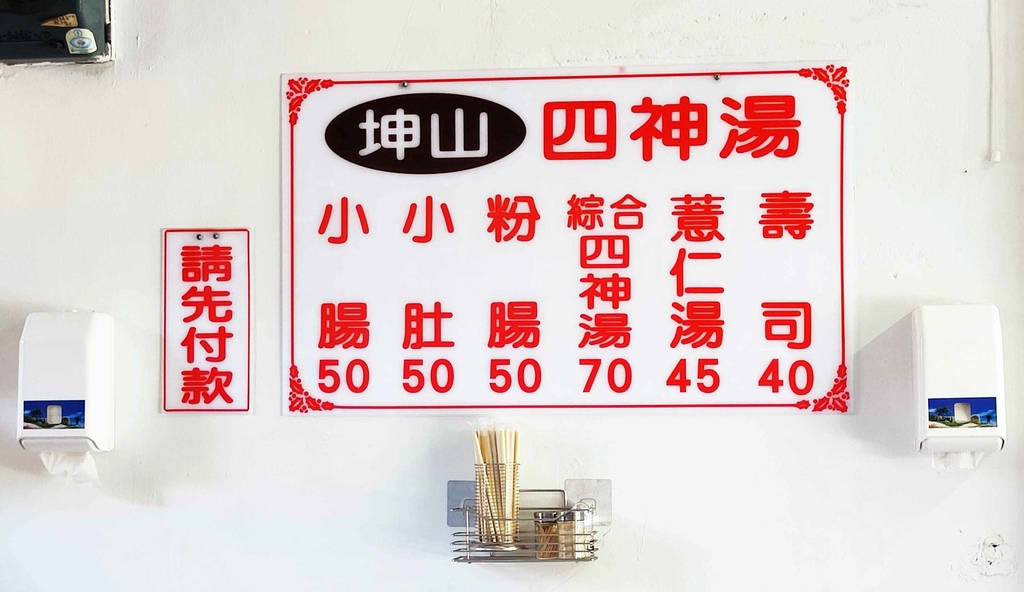 坤山 四神湯
壽司 40
薏仁湯 45
綜合四神湯 70
粉腸 50
小肚 50
小腸 50
請先付款